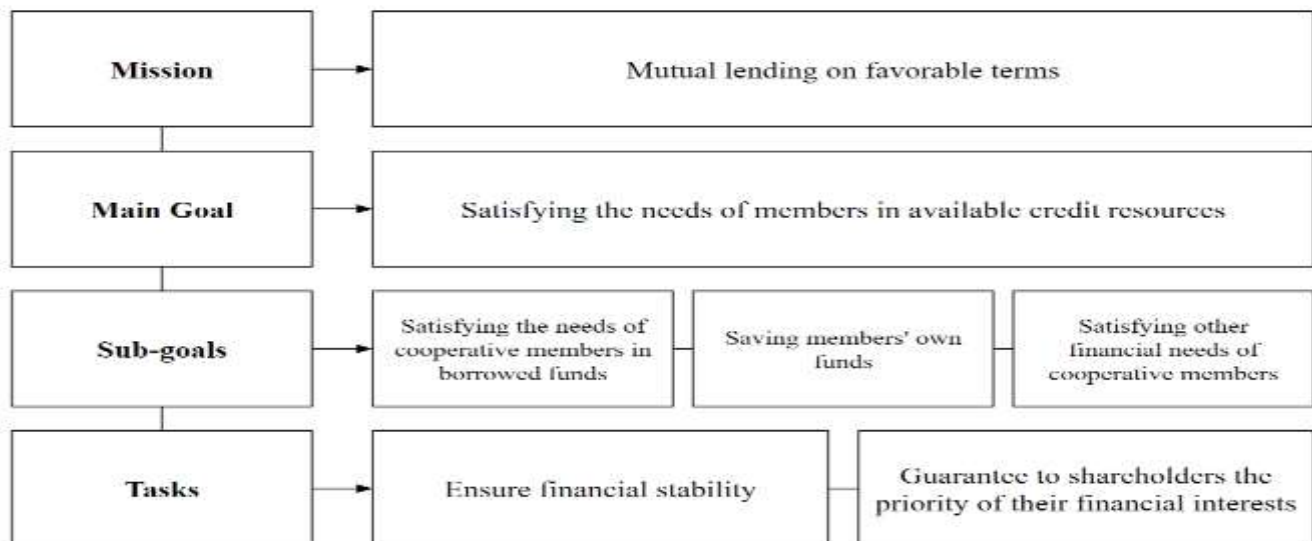 Mission
Mutual lending on favorable terms
Main Goal
Satisfying the needs of members in available credit resources
Sub-goals
Satisfying the needs of
cooperative members in
borrowed funds
Saving members' own
funds
Satisfying other
financial needs of
cooperative members
Tasks
Ensure financial stability
Guarantee to shareholders the
priority of their financial interests